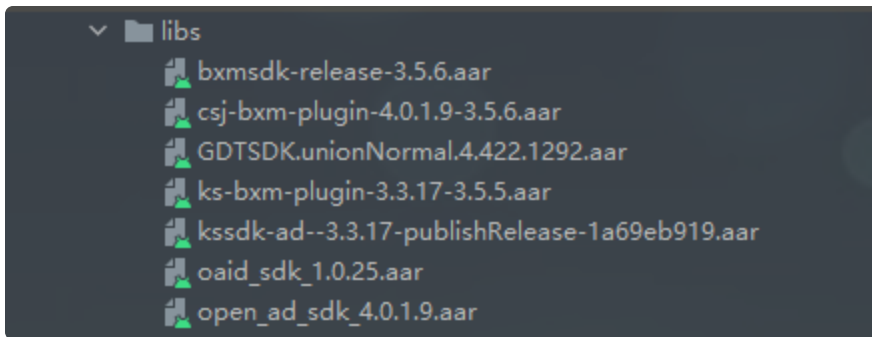 libs
bxmsdk-release-3.5.6.aar
csj-bxm-plugin-4.0.1.9-3.5.6.aar
GDTSDK.unionNormal.4.422.1292.aar
ks-bxm-plugin-3.3.17-3.5.5.aar
kssdk-ad--3.3.17-publishRelease-1a69eb919.aar
oaid_sdk_1.0.25.aar
open_ad_sdk_4.0.1.9.aar